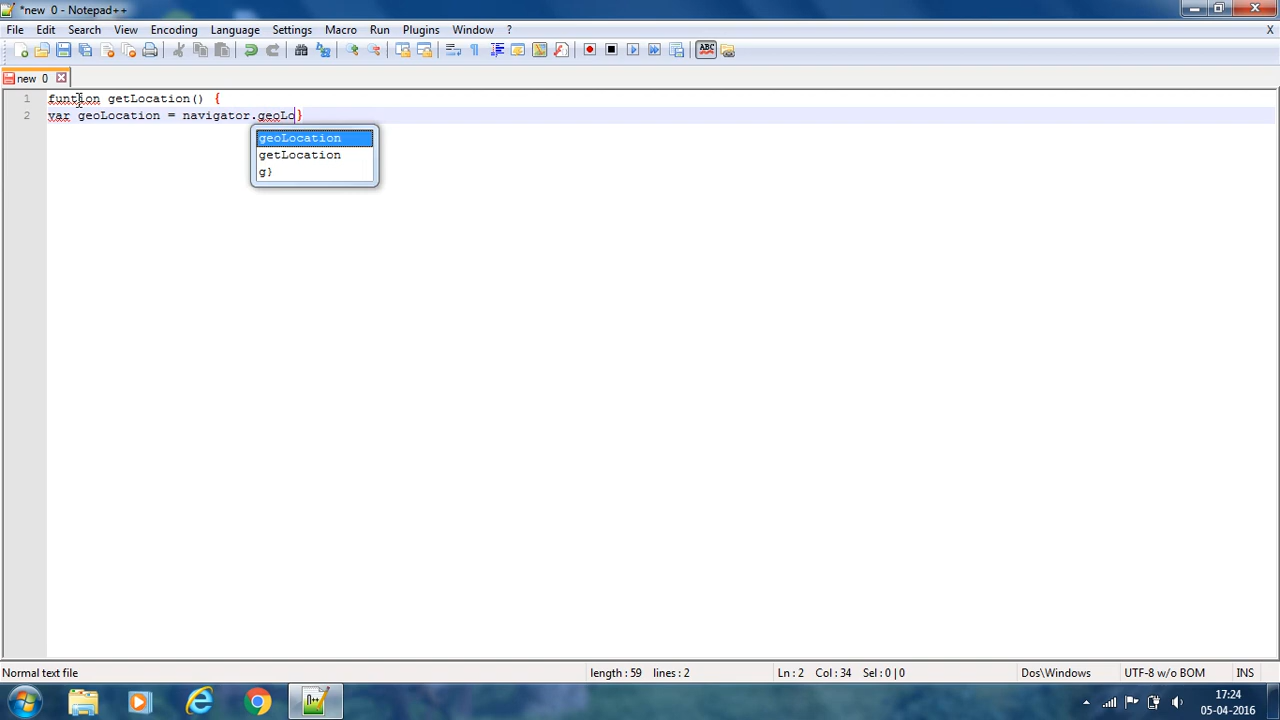 *new 0 - Notepad++
File Edit Search View Encoding Language Settings Macro Run Plugins Window ? X
ABC
new 0
1 funtion getLocation() {
2 var geoLocation = navigator.geoLo}
geoLocation
getLocation
g}
Normal text file length : 59 lines : 2 Ln : 2 Col : 34 Sel : 0 | 0 Dos\Windows UTF-8 w/o BOM INS
17:24
05-04-2016